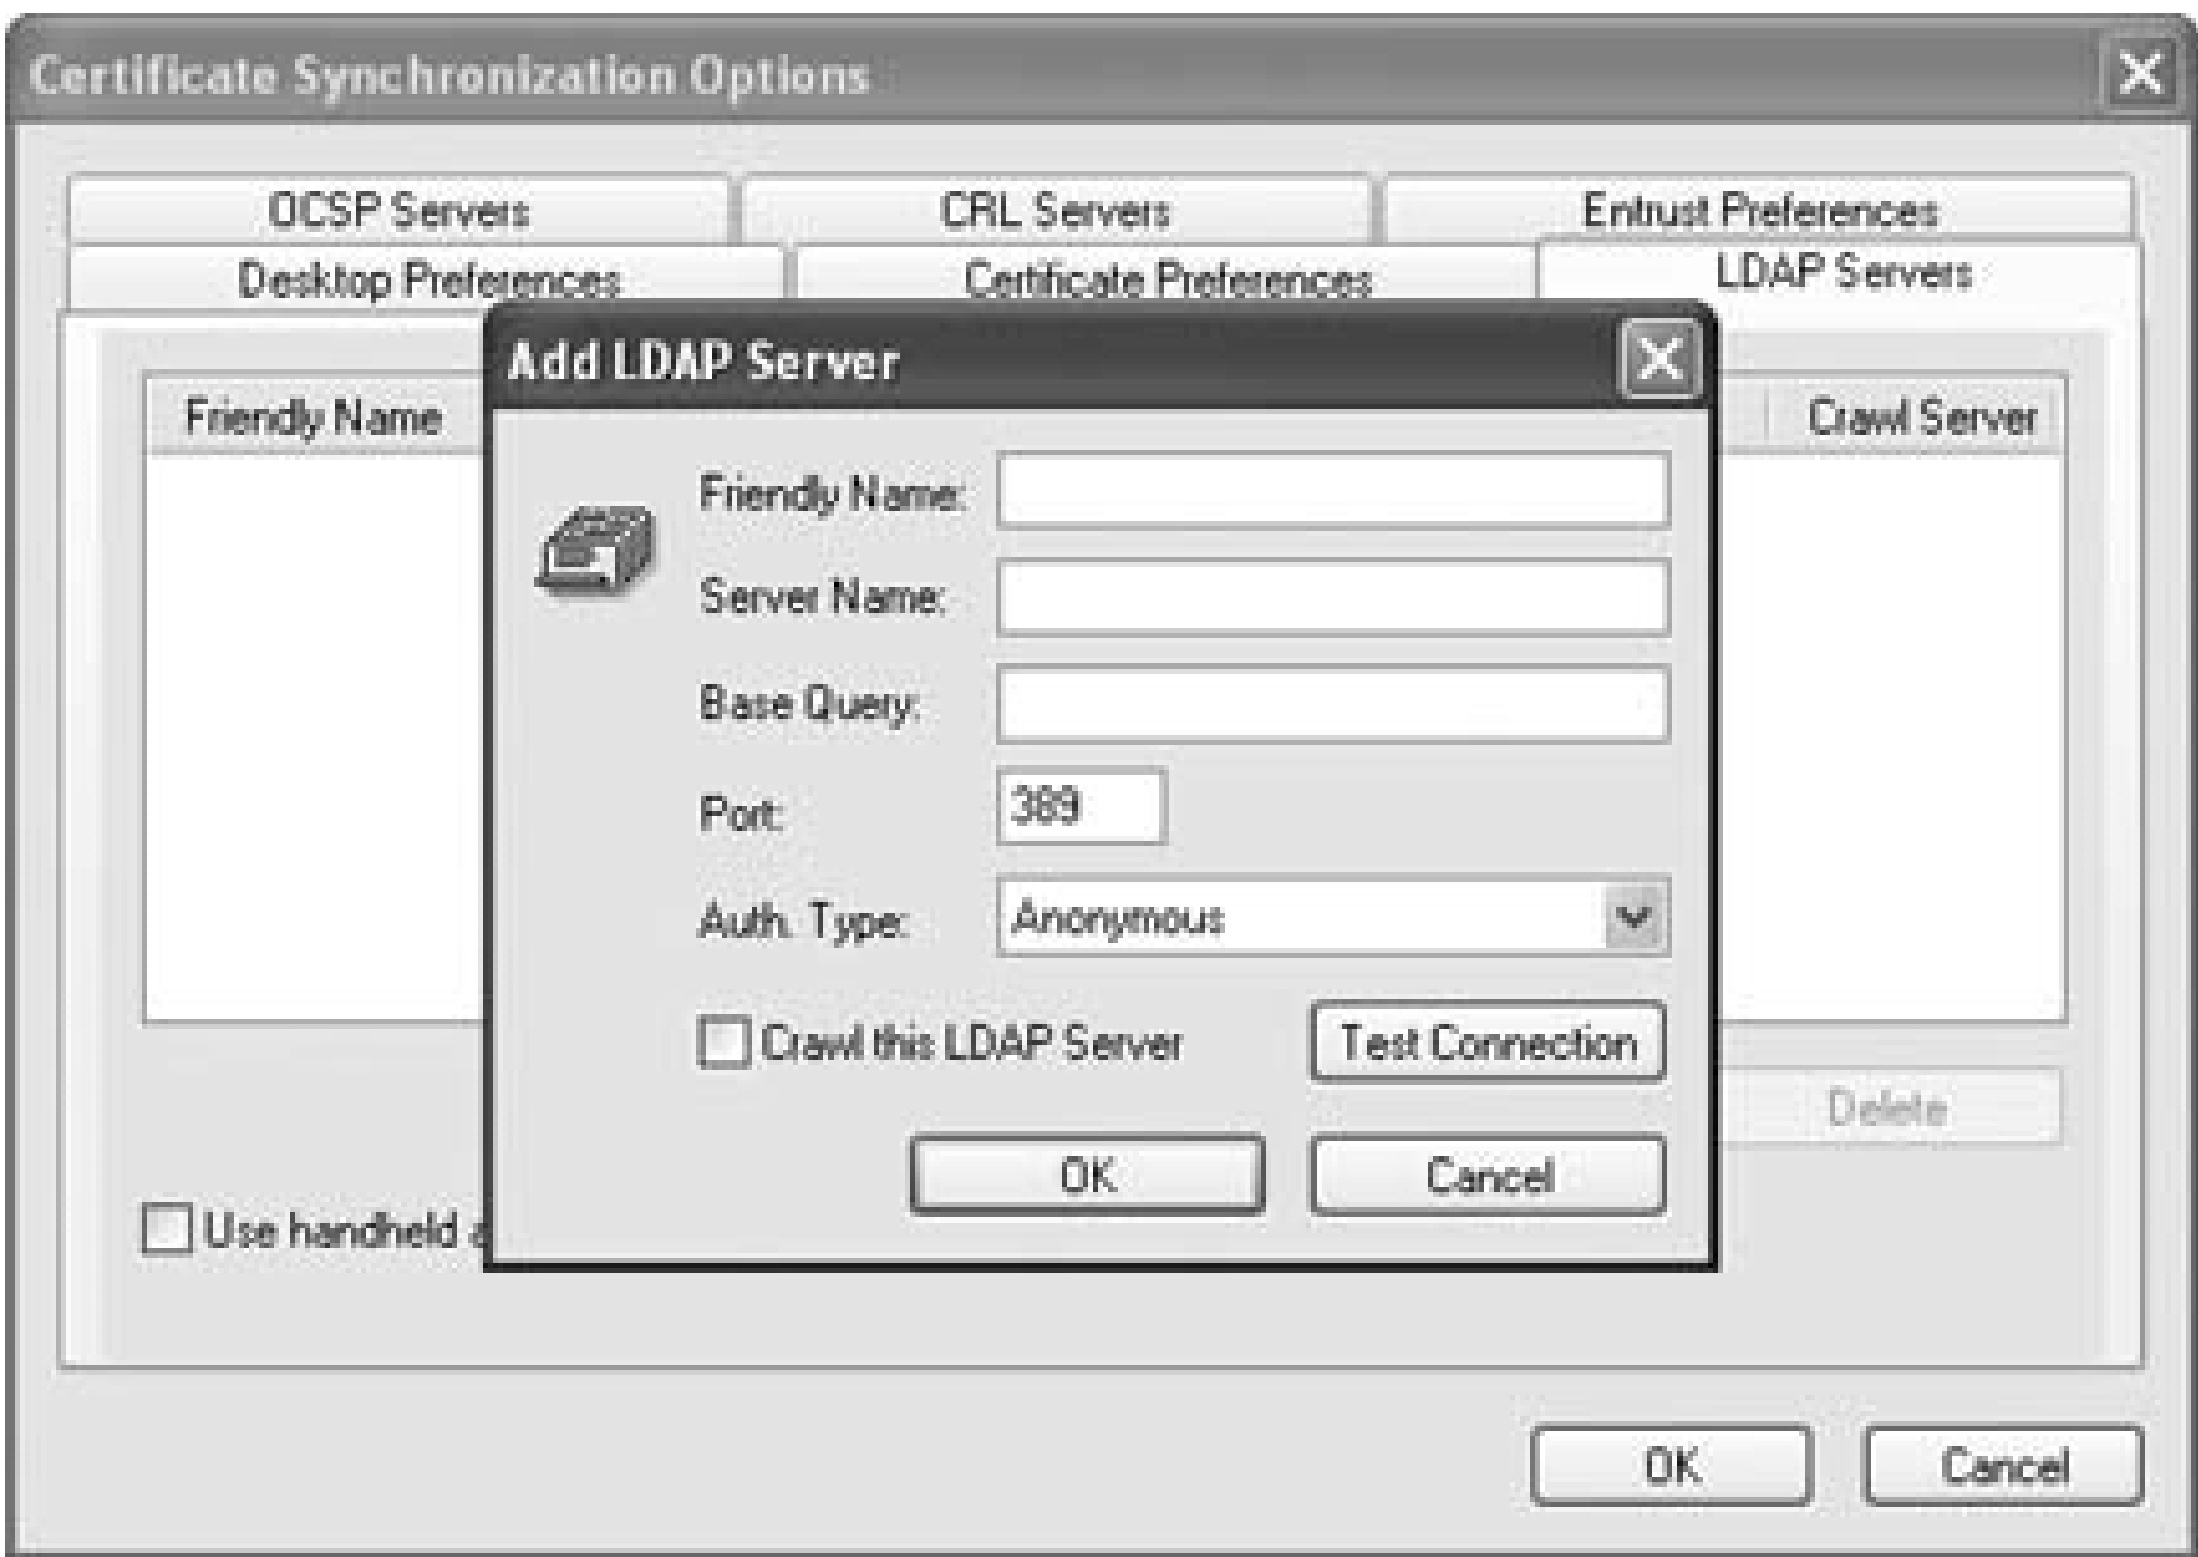 Certificate Synchronization Options
OCSP Servers
CRL Servers
Entrust Preferences
Desktop Preferences
Certificate Preferences
LDAP Servers
Friendly Name
Crawl Server
Add LDAP Server
Friendly Name:
Server Name:
Base Query:
Port: 389
Auth. Type: Anonymous
Crawl this LDAP Server
Test Connection
OK
Cancel
Delete
Use handheld a
OK
Cancel